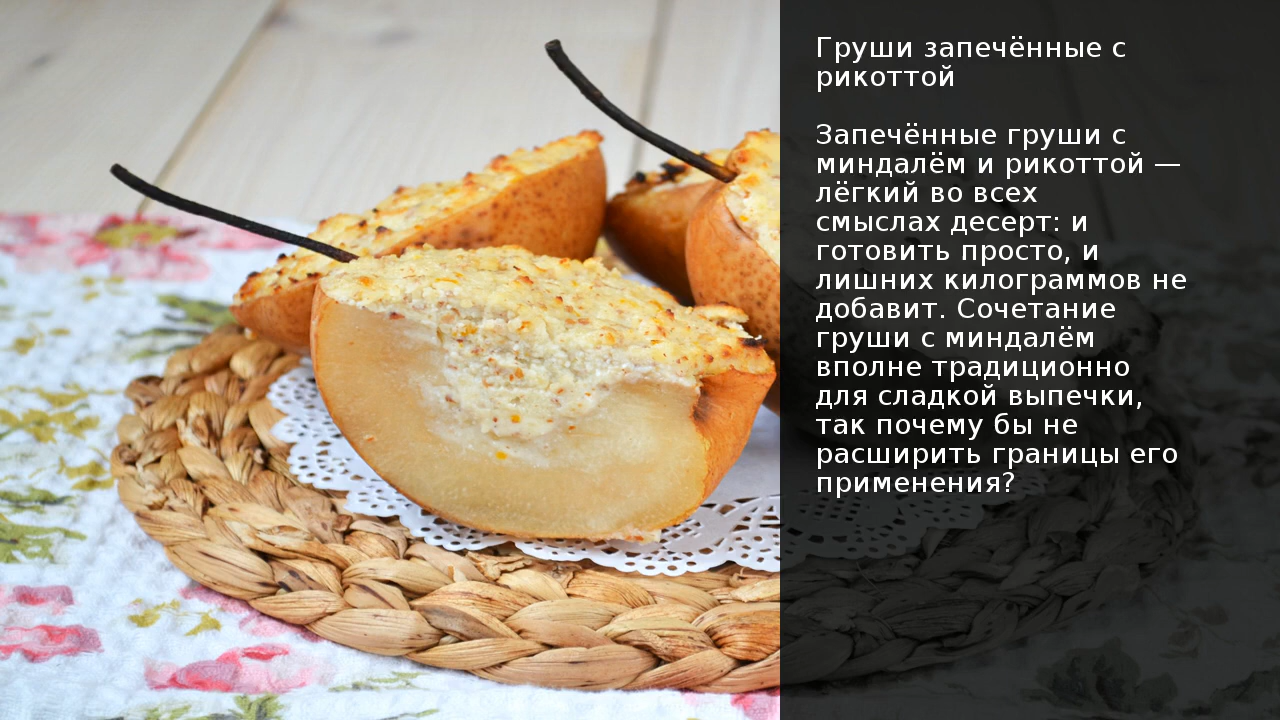 Груши запечённые с
рикоттой
Запечённые груши с
миндалём и рикоттой —
лёгкий во всех
смыслах десерт: и
готовить просто, и
лишних килограммов не
добавит. Сочетание
груши с миндалём
вполне традиционно
для сладкой выпечки,
так почему бы не
расширить границы его
применения?